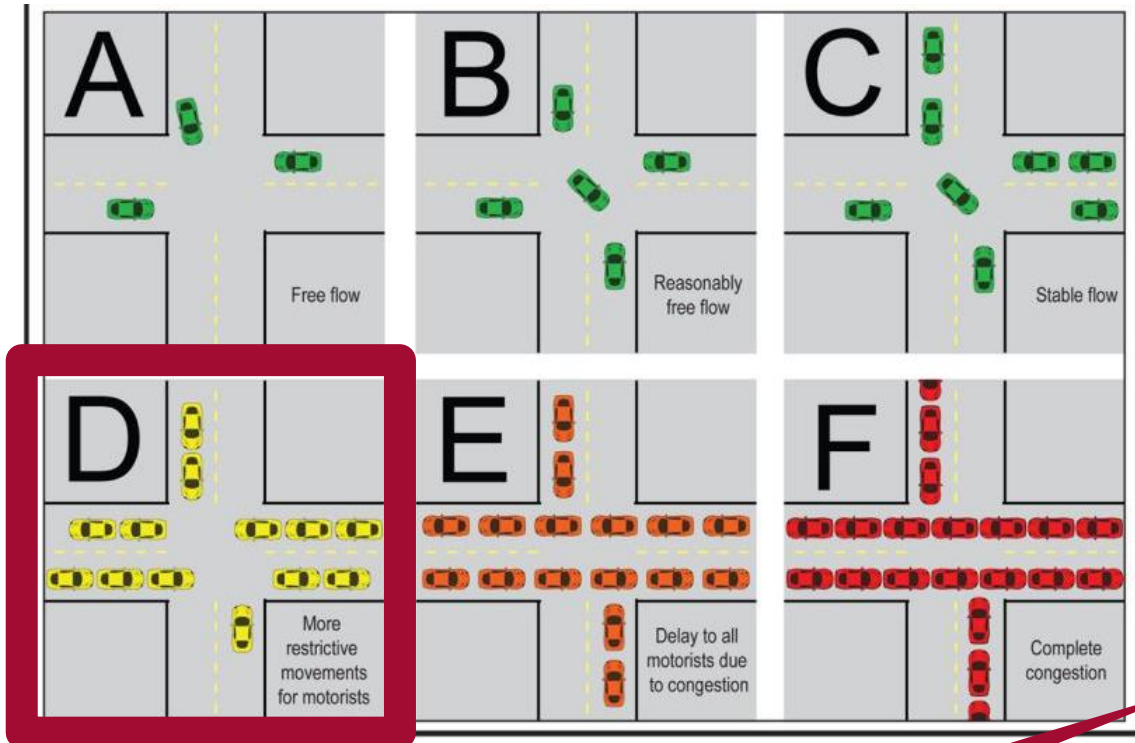 A
Free flow
B
Reasonably
free flow
C
Stable flow
D
More
restrictive
movements
for motorists
E
Delay to all
motorists due
to congestion
F
Complete
congestion